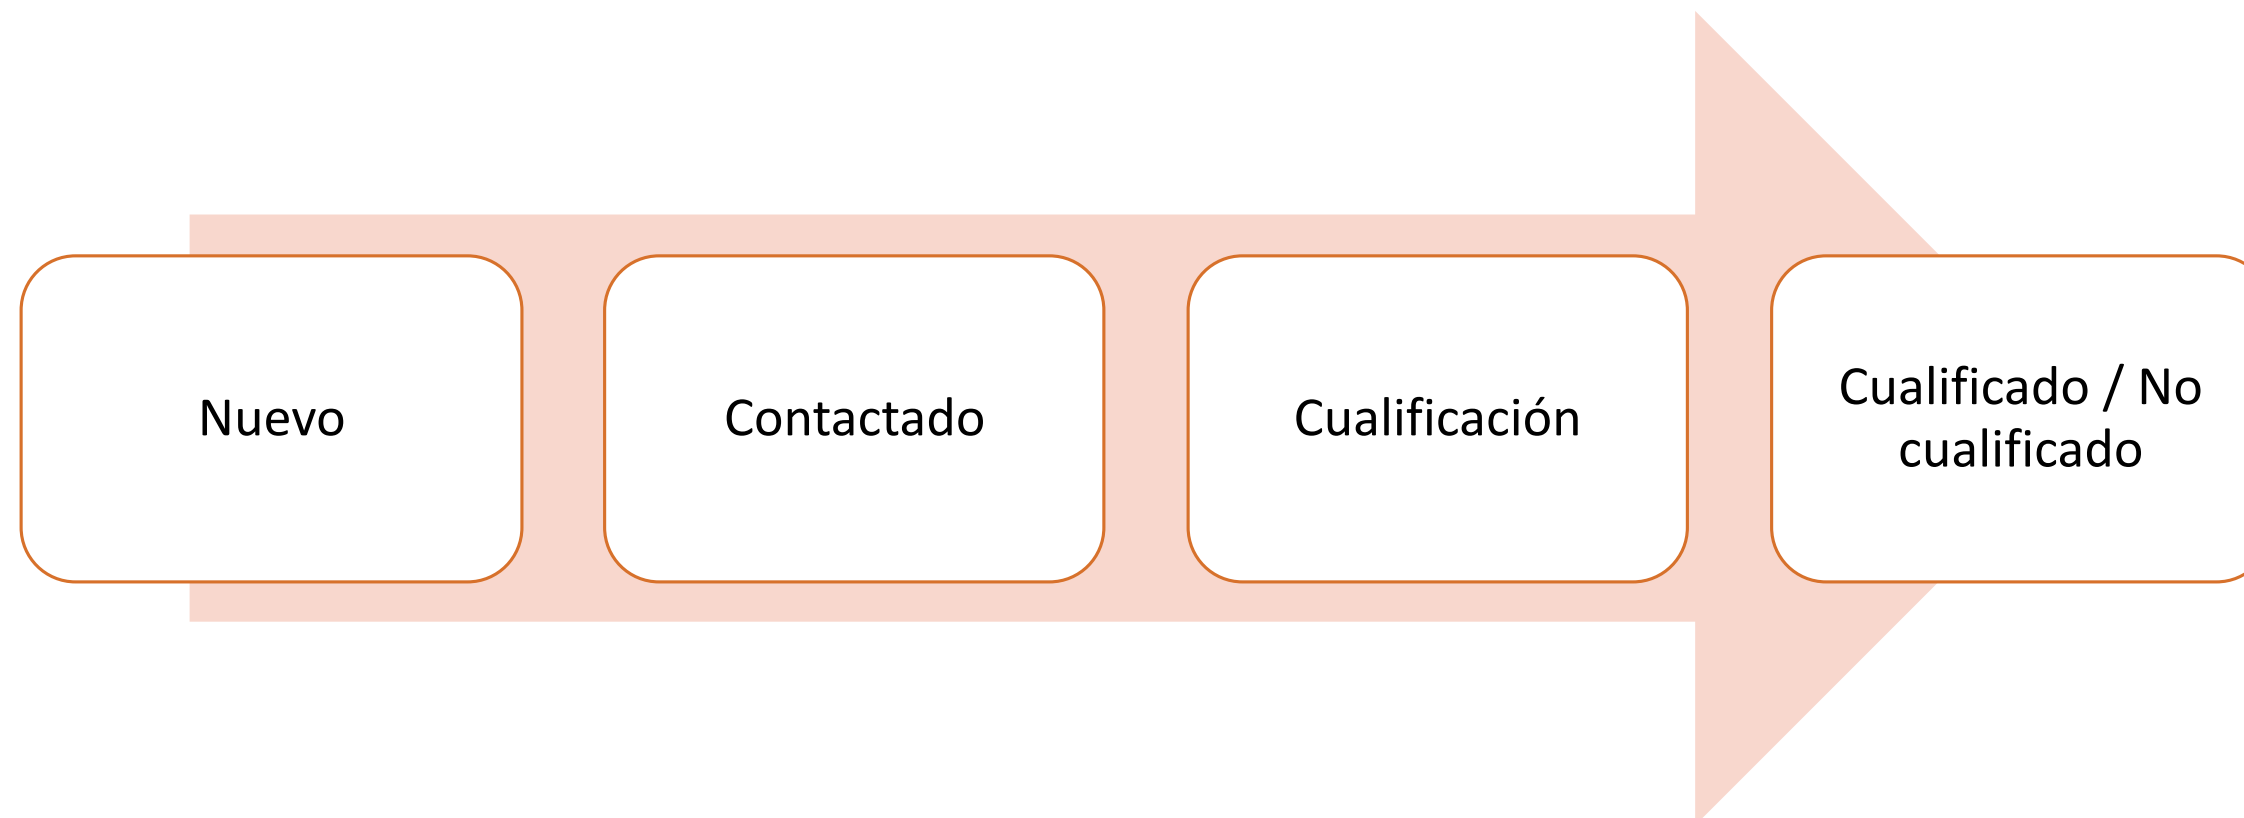 Nuevo
Contactado
Cualificación
Cualificado / No
cualificado